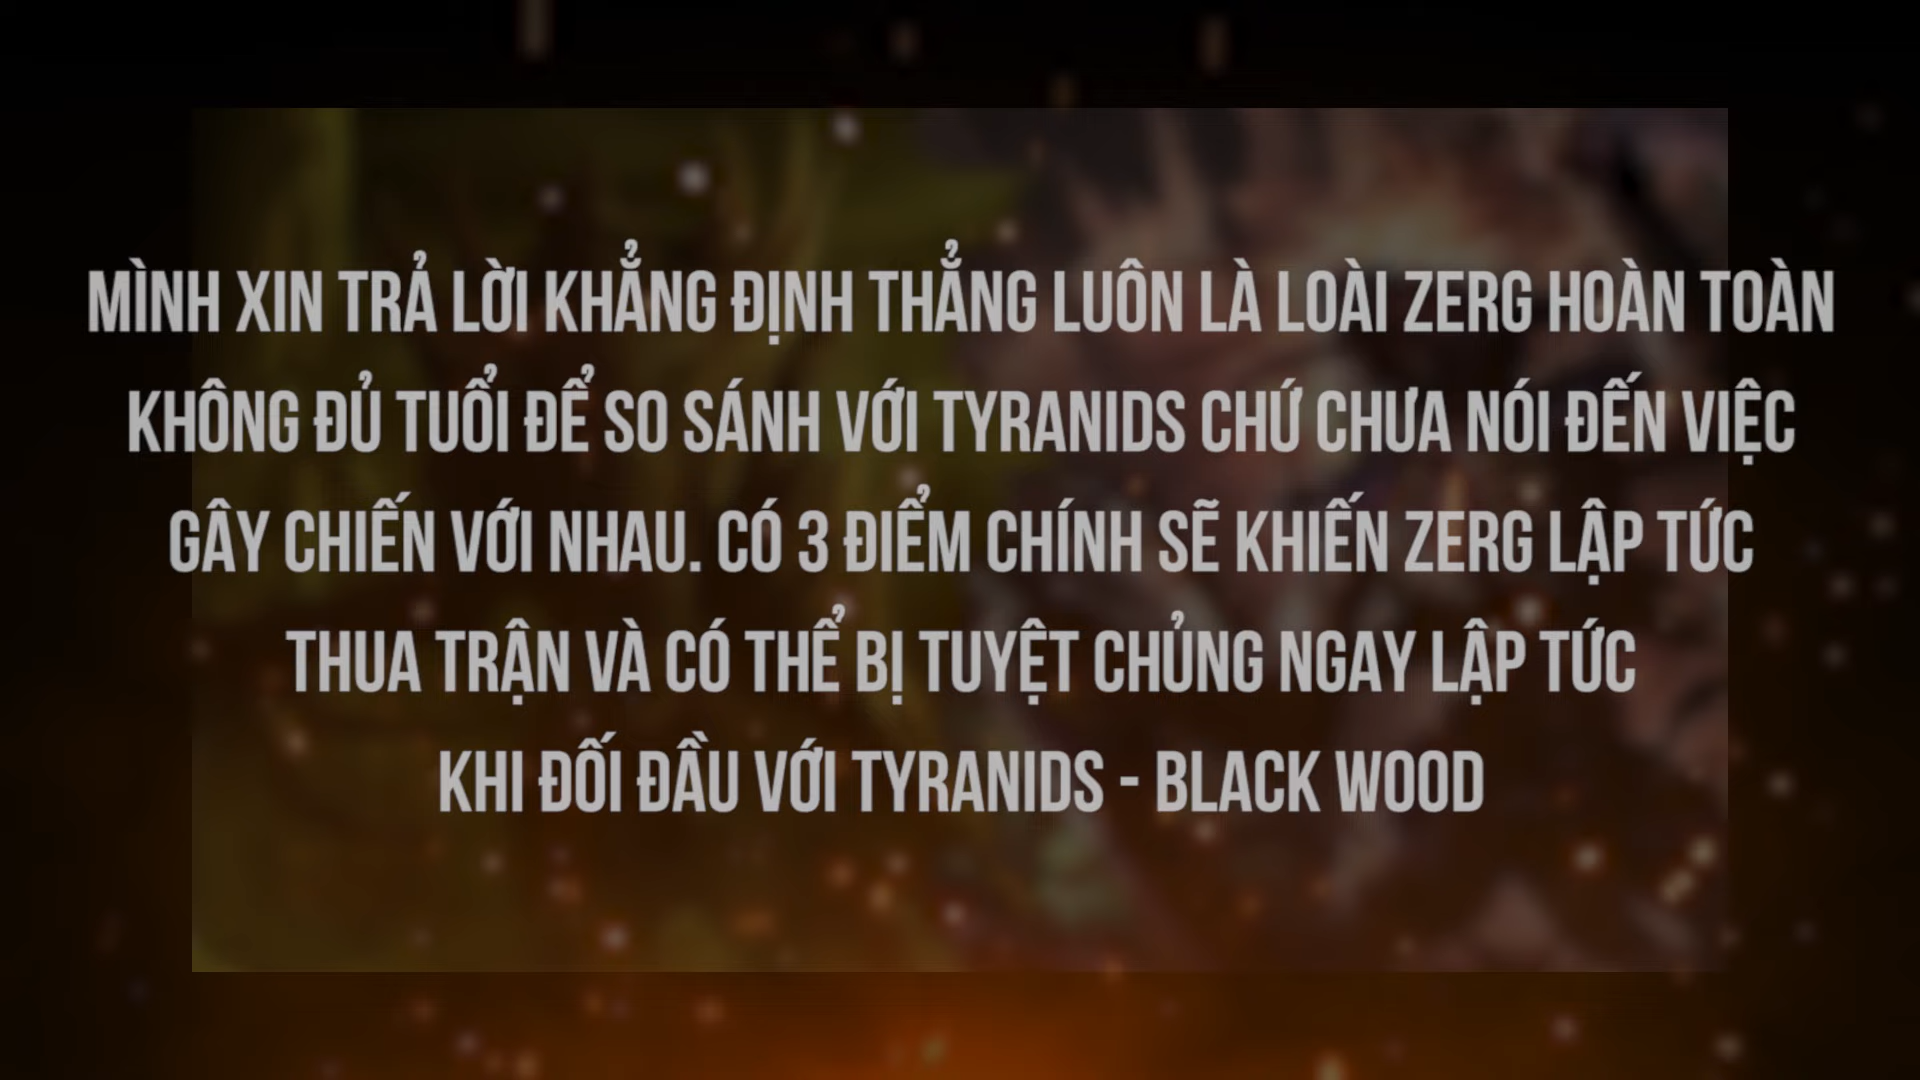 MÌNH XIN TRẢ LỜI KHẲNG ĐỊNH THẲNG LUÔN LÀ LOÀI ZERG HOÀN TOÀN
KHÔNG ĐỦ TUỔI ĐỂ SO SÁNH VỚI TYRANIDS CHỨ CHƯA NÓI ĐẾN VIỆC
GÂY CHIẾN VỚI NHAU. CÓ 3 ĐIỂM CHÍNH SẼ KHIẾN ZERG LẬP TỨC
THUA TRẬN VÀ CÓ THỂ BỊ TUYỆT CHỦNG NGAY LẬP TỨC
KHI ĐỐI ĐẦU VỚI TYRANIDS - BLACK WOOD